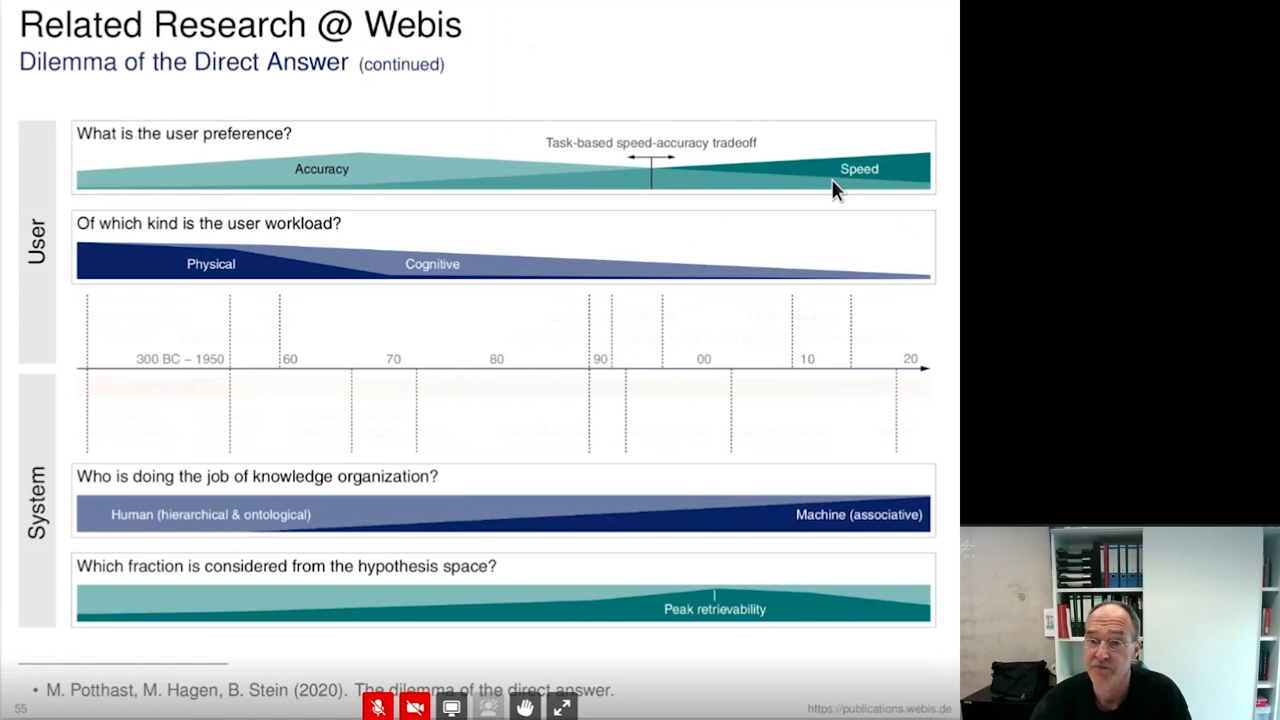 Related Research @ Webis
Dilemma of the Direct Answer (continued)
What is the user preference?
Task-based speed-accuracy tradeoff
Accuracy
Speed
User
Of which kind is the user workload?
Physical
Cognitive
300 BC – 1950
60
70
80
90
00
10
20
System
Who is doing the job of knowledge organization?
Human (hierarchical & ontological)
Machine (associative)
Which fraction is considered from the hypothesis space?
Peak retrievability
• M. Potthast, M. Hagen, B. Stein (2020). The dilemma of the direct answer.
55
https://publications.webis.de